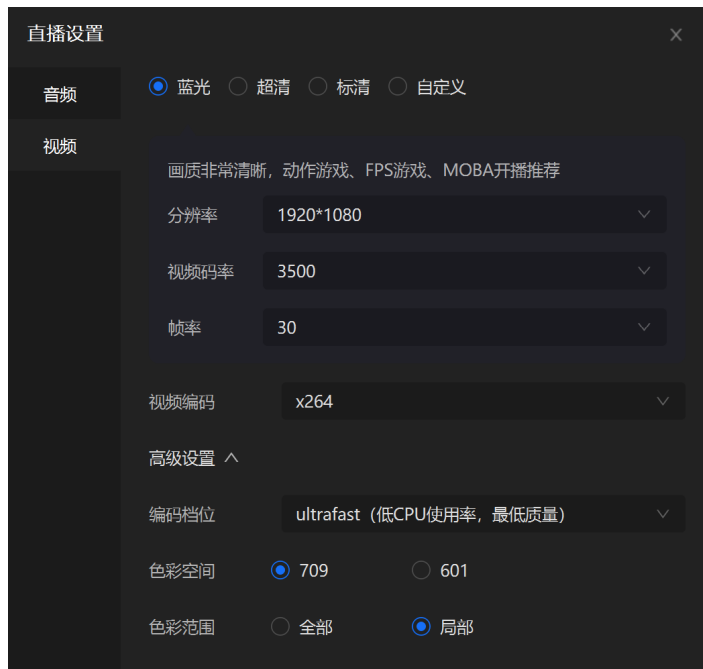 直播设置
音频
视频
蓝光 超清 标清 自定义
画质非常清晰，动作游戏、FPS游戏、MOBA开播推荐
分辨率 1920*1080
视频码率 3500
帧率 30
视频编码 x264
高级设置
编码档位 ultrafast（低CPU使用率，最低质量）
色彩空间 709 601
色彩范围 全部 局部